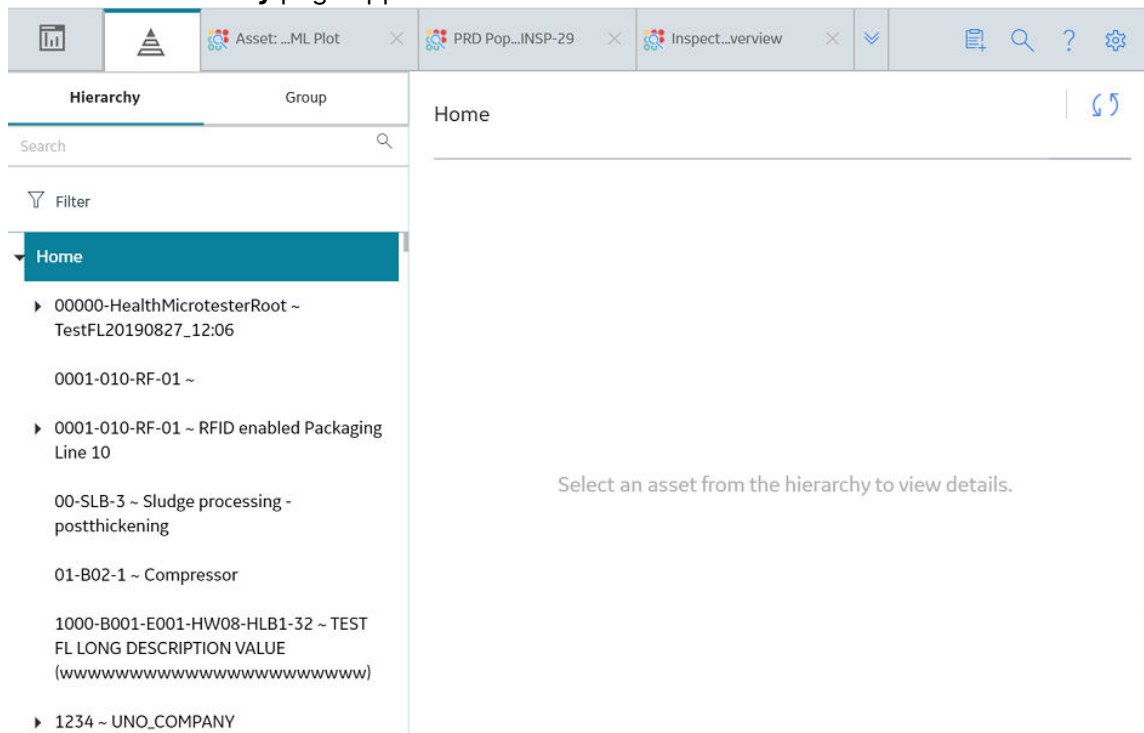 Asset: ...ML Plot
PRD Pop...INSP-29
Inspect...verview
?
Hierarchy
Group
Home
Search
Filter
Home
00000-HealthMicrotesterRoot ~
TestFL20190827_12:06
0001-010-RF-01 ~
0001-010-RF-01 ~ RFID enabled Packaging
Line 10
00-SLB-3 ~ Sludge processing -
postthickening
01-B02-1 ~ Compressor
1000-B001-E001-HW08-HLB1-32 ~ TEST
FL LONG DESCRIPTION VALUE
(wwwwwwwwwwwwwwwwwwwwww)
1234 ~ UNO_COMPANY
Select an asset from the hierarchy to view details.